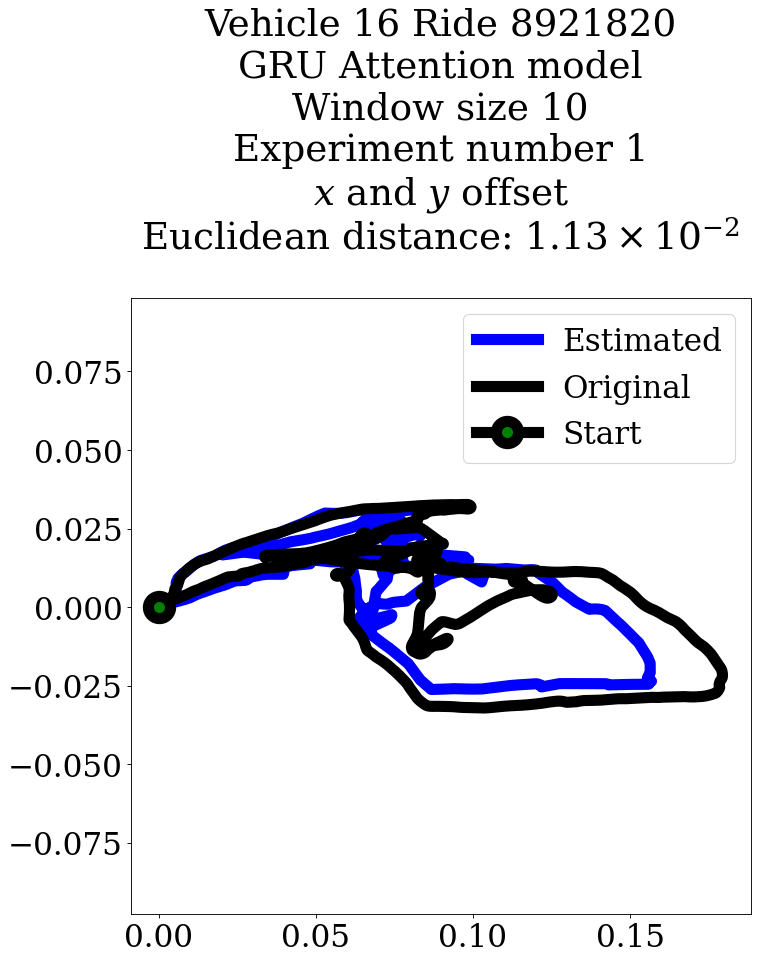 Vehicle 16 Ride 8921820
GRU Attention model
Window size 10
Experiment number 1
x and y offset
Euclidean distance: 1.13 × 10⁻²
Estimated
Original
Start
0.075
0.050
0.025
0.000
−0.025
−0.050
−0.075
0.00 0.05 0.10 0.15